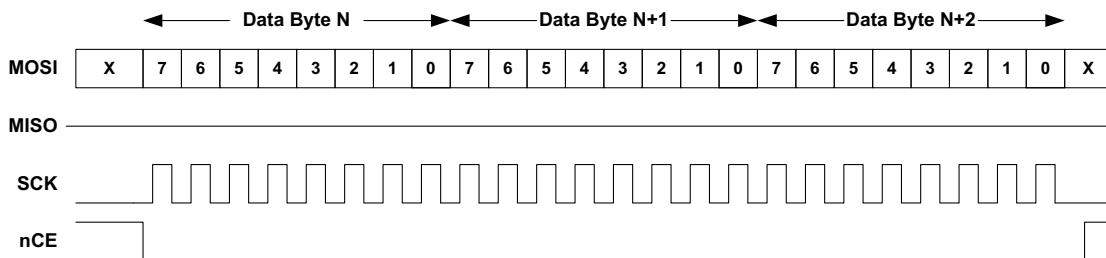 Data Byte N Data Byte N+1 Data Byte N+2
MOSI X 7 6 5 4 3 2 1 0 7 6 5 4 3 2 1 0 7 6 5 4 3 2 1 0 X
MISO
SCK
nCE